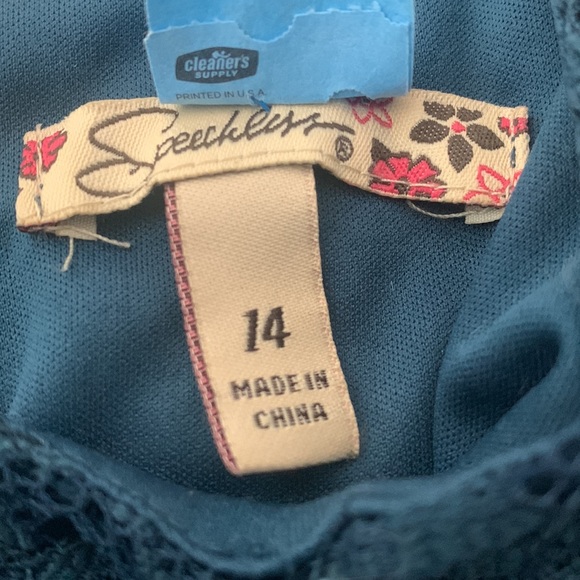 cleaner's
SUPPLY
PRINTED IN U.S.A.
Speechless ®
14
MADE IN
CHINA